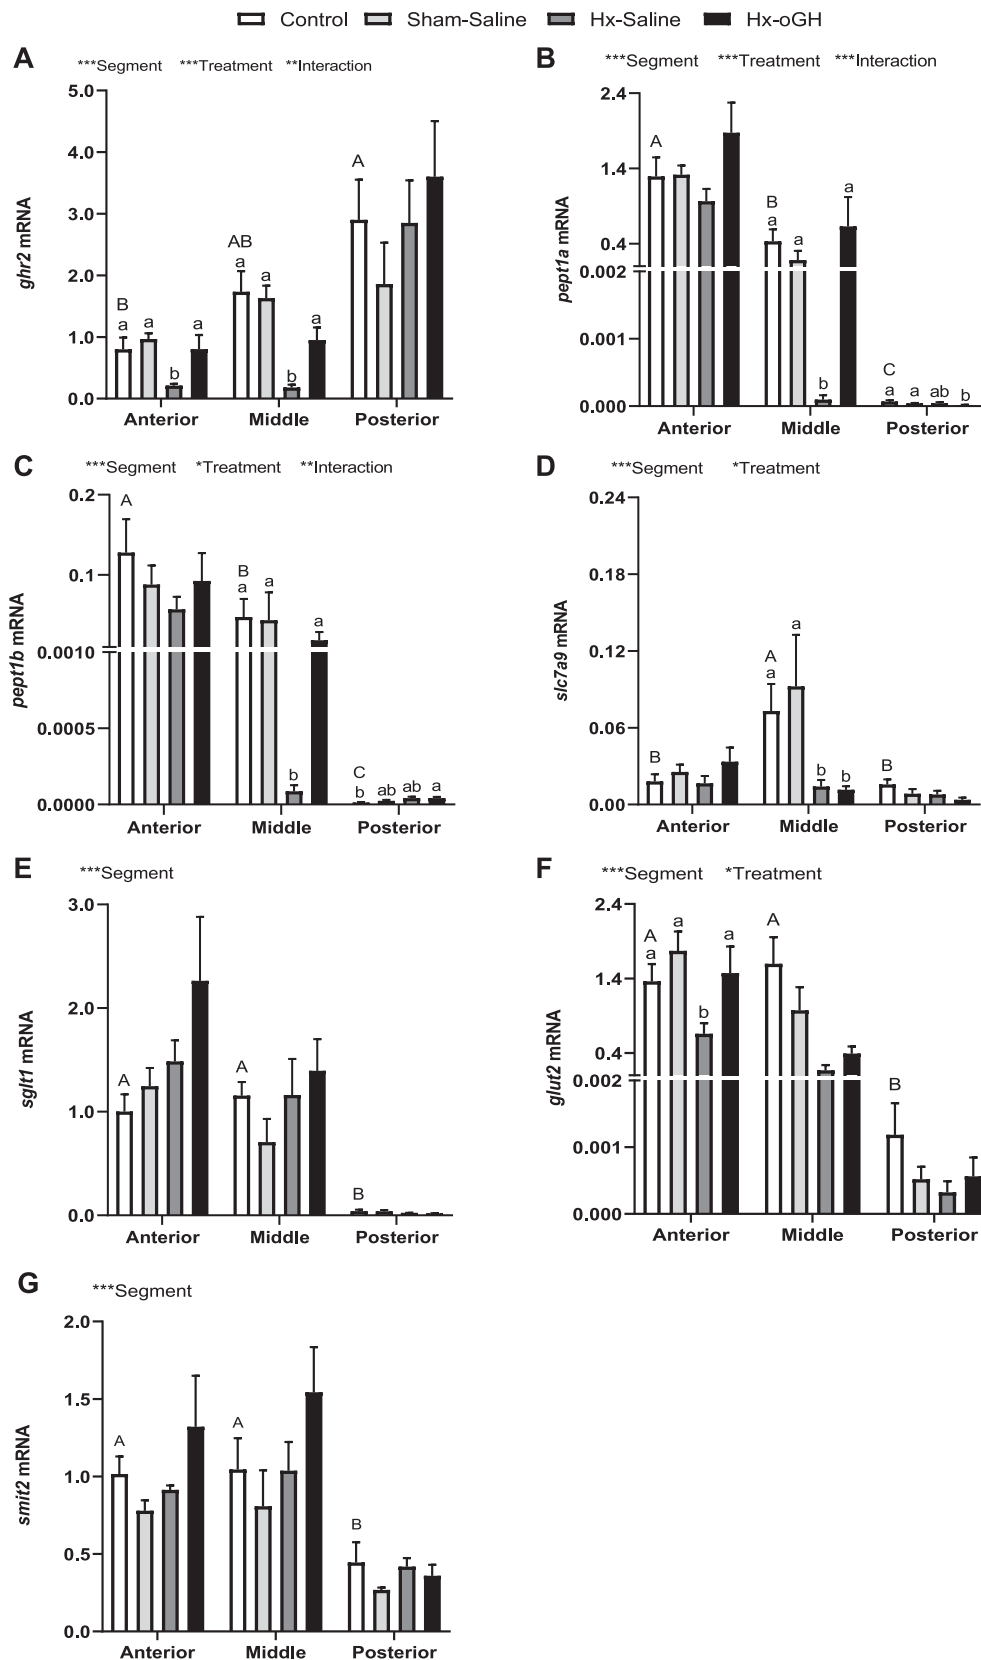 Control Sham-Saline Hx-Saline Hx-oGH
A
***Segment ***Treatment **Interaction
ghr2 mRNA
5.0
4.0
3.0
2.0
1.0
0.0
B
a a b a
AB
a a b a
A
Anterior Middle Posterior
B
***Segment ***Treatment ***Interaction
pept1a mRNA
2.4
1.4
0.4
0.002
0.001
0.000
A
B
a a b a
C
a a ab b
Anterior Middle Posterior
C
***Segment *Treatment **Interaction
pept1b mRNA
0.2
0.1
0.0010
0.0005
0.0000
A
B
a a b a
C
b ab ab a
Anterior Middle Posterior
D
***Segment *Treatment
slc7a9 mRNA
0.24
0.18
0.12
0.06
0.00
B
A
a a b b
B
Anterior Middle Posterior
E
***Segment
sglt1 mRNA
3.0
2.0
1.0
0.0
A
A
B
Anterior Middle Posterior
F
***Segment *Treatment
glut2 mRNA
2.4
1.4
0.4
0.002
0.001
0.000
A
a a b a
A
B
Anterior Middle Posterior
G
***Segment
smit2 mRNA
2.0
1.5
1.0
0.5
0.0
A
A
B
Anterior Middle Posterior